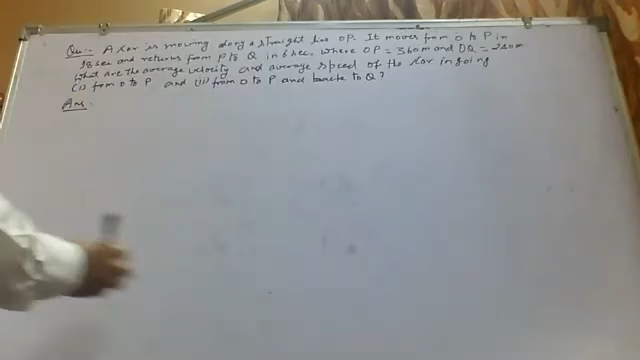 Qu:- A car is moving along a straight line OP. It moves from O to P in
18 sec and returns from P to Q in 6 sec, where OP = 360m and OQ = 240m
What are the average velocity and average speed of the car in going
(i) from O to P and (ii) from O to P and back to Q?
Ans: